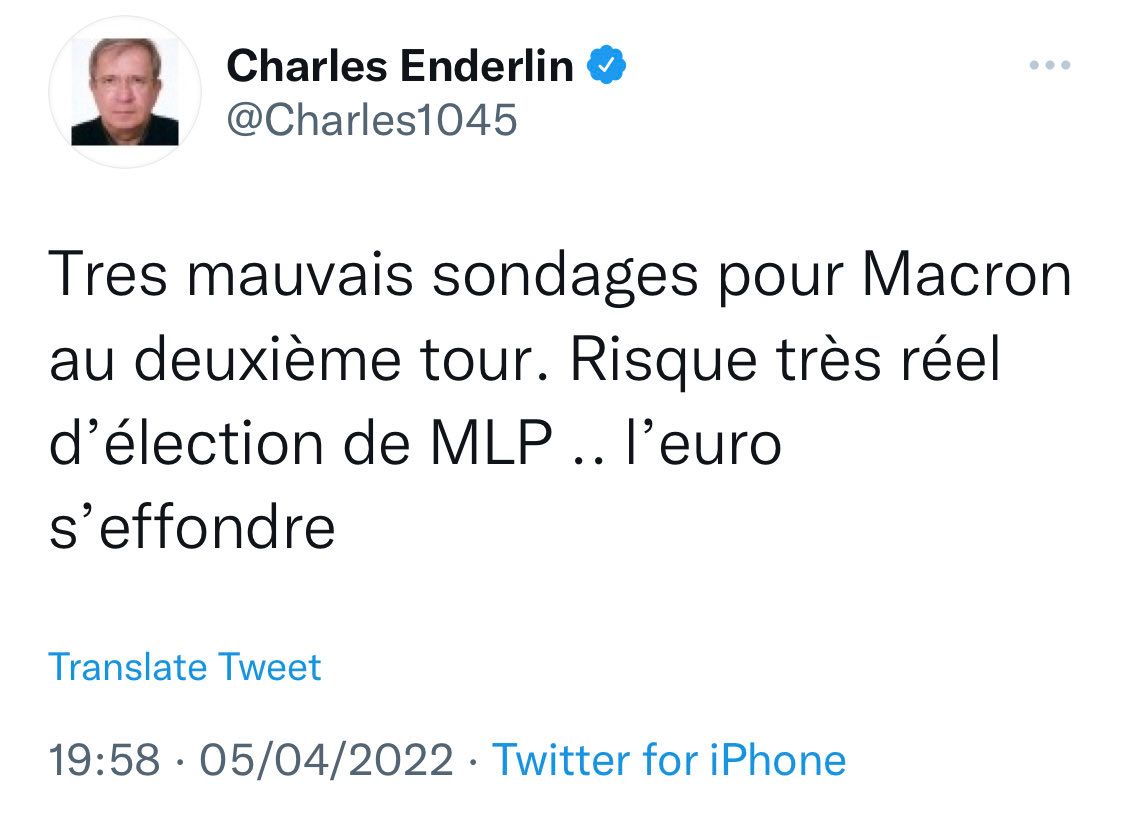 Charles Enderlin
@Charles1045
Tres mauvais sondages pour Macron
au deuxième tour. Risque très réel
d’élection de MLP .. l’euro
s’effondre
Translate Tweet
19:58 · 05/04/2022 · Twitter for iPhone